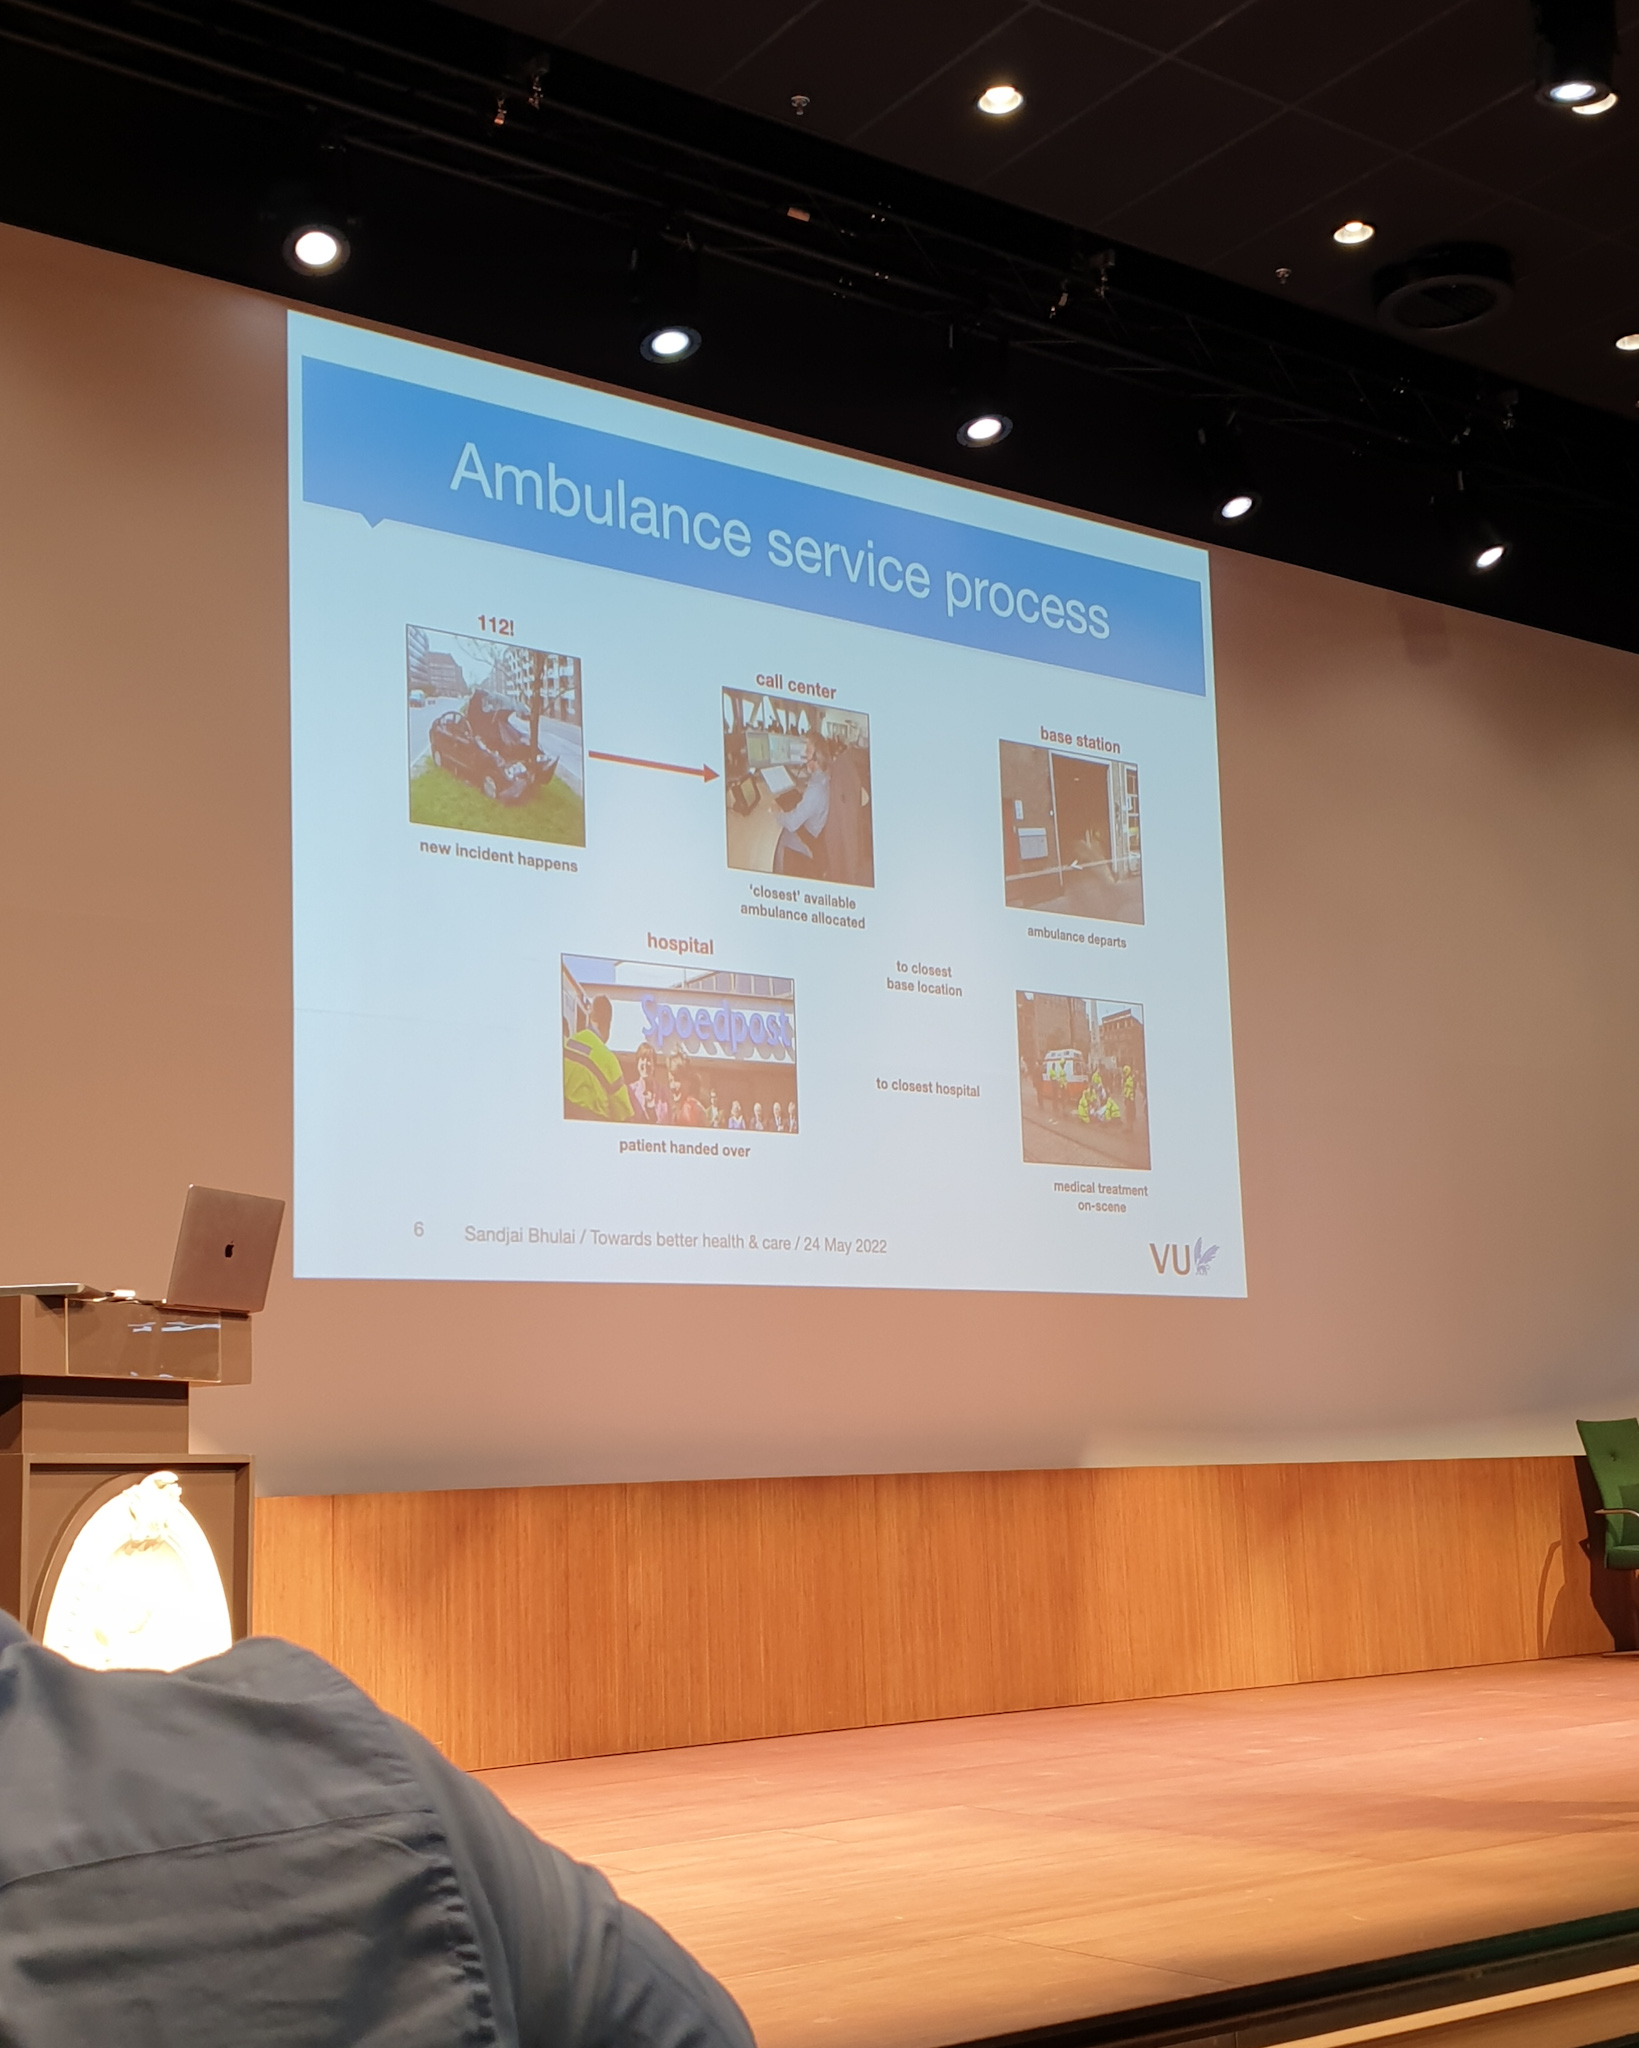 Ambulance service process
112!
new incident happens
call center
'closest' available
ambulance allocated
base station
ambulance departs
hospital
Spoedpost
patient handed over
to closest
base location
to closest hospital
medical treatment
on-scene
6
Sandjai Bhulai / Towards better health & care / 24 May 2022
VU